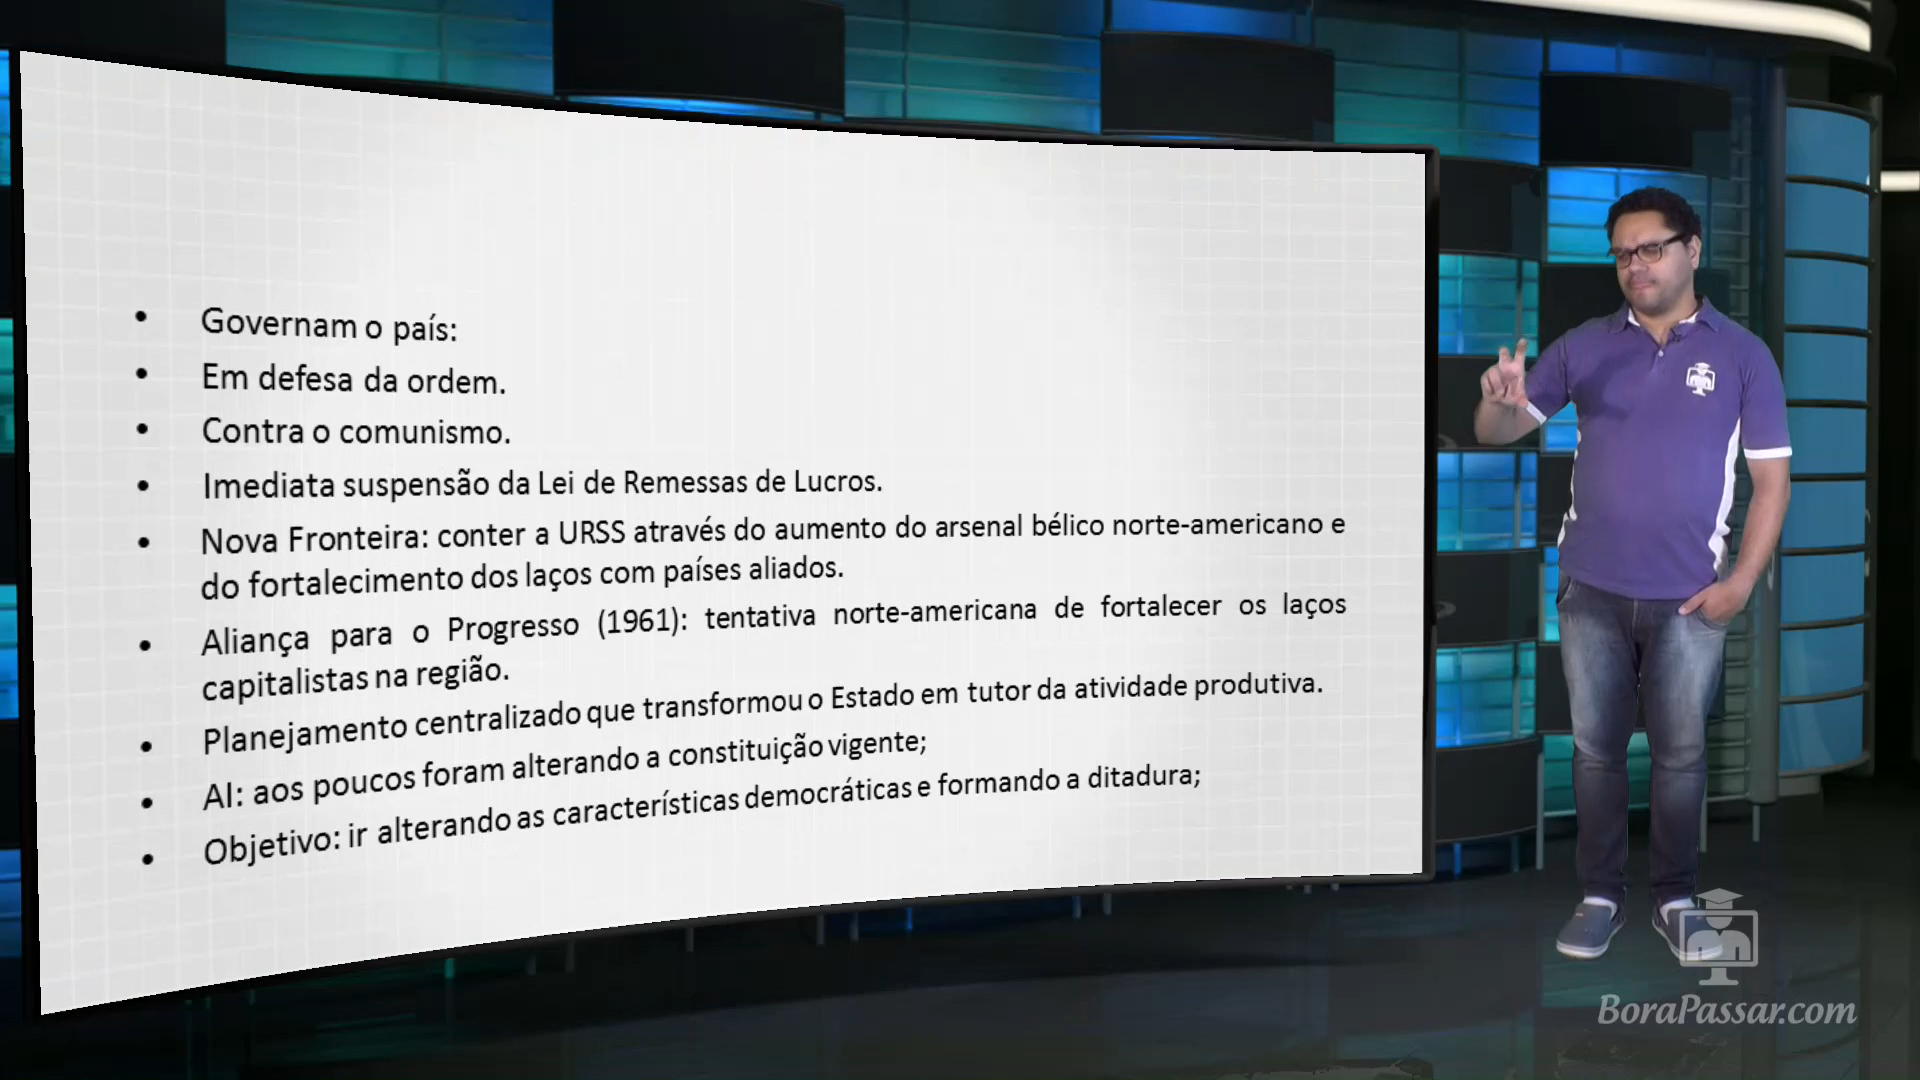 Governam o país:
Em defesa da ordem.
Contra o comunismo.
Imediata suspensão da Lei de Remessas de Lucros.
Nova Fronteira: conter a URSS através do aumento do arsenal bélico norte-americano e
do fortalecimento dos laços com países aliados.
Aliança para o Progresso (1961): tentativa norte-americana de fortalecer os laços
capitalistas na região.
Planejamento centralizado que transformou o Estado em tutor da atividade produtiva.
AI: aos poucos foram alterando a constituição vigente;
Objetivo: ir alterando as características democráticas e formando a ditadura;
BoraPassar.com